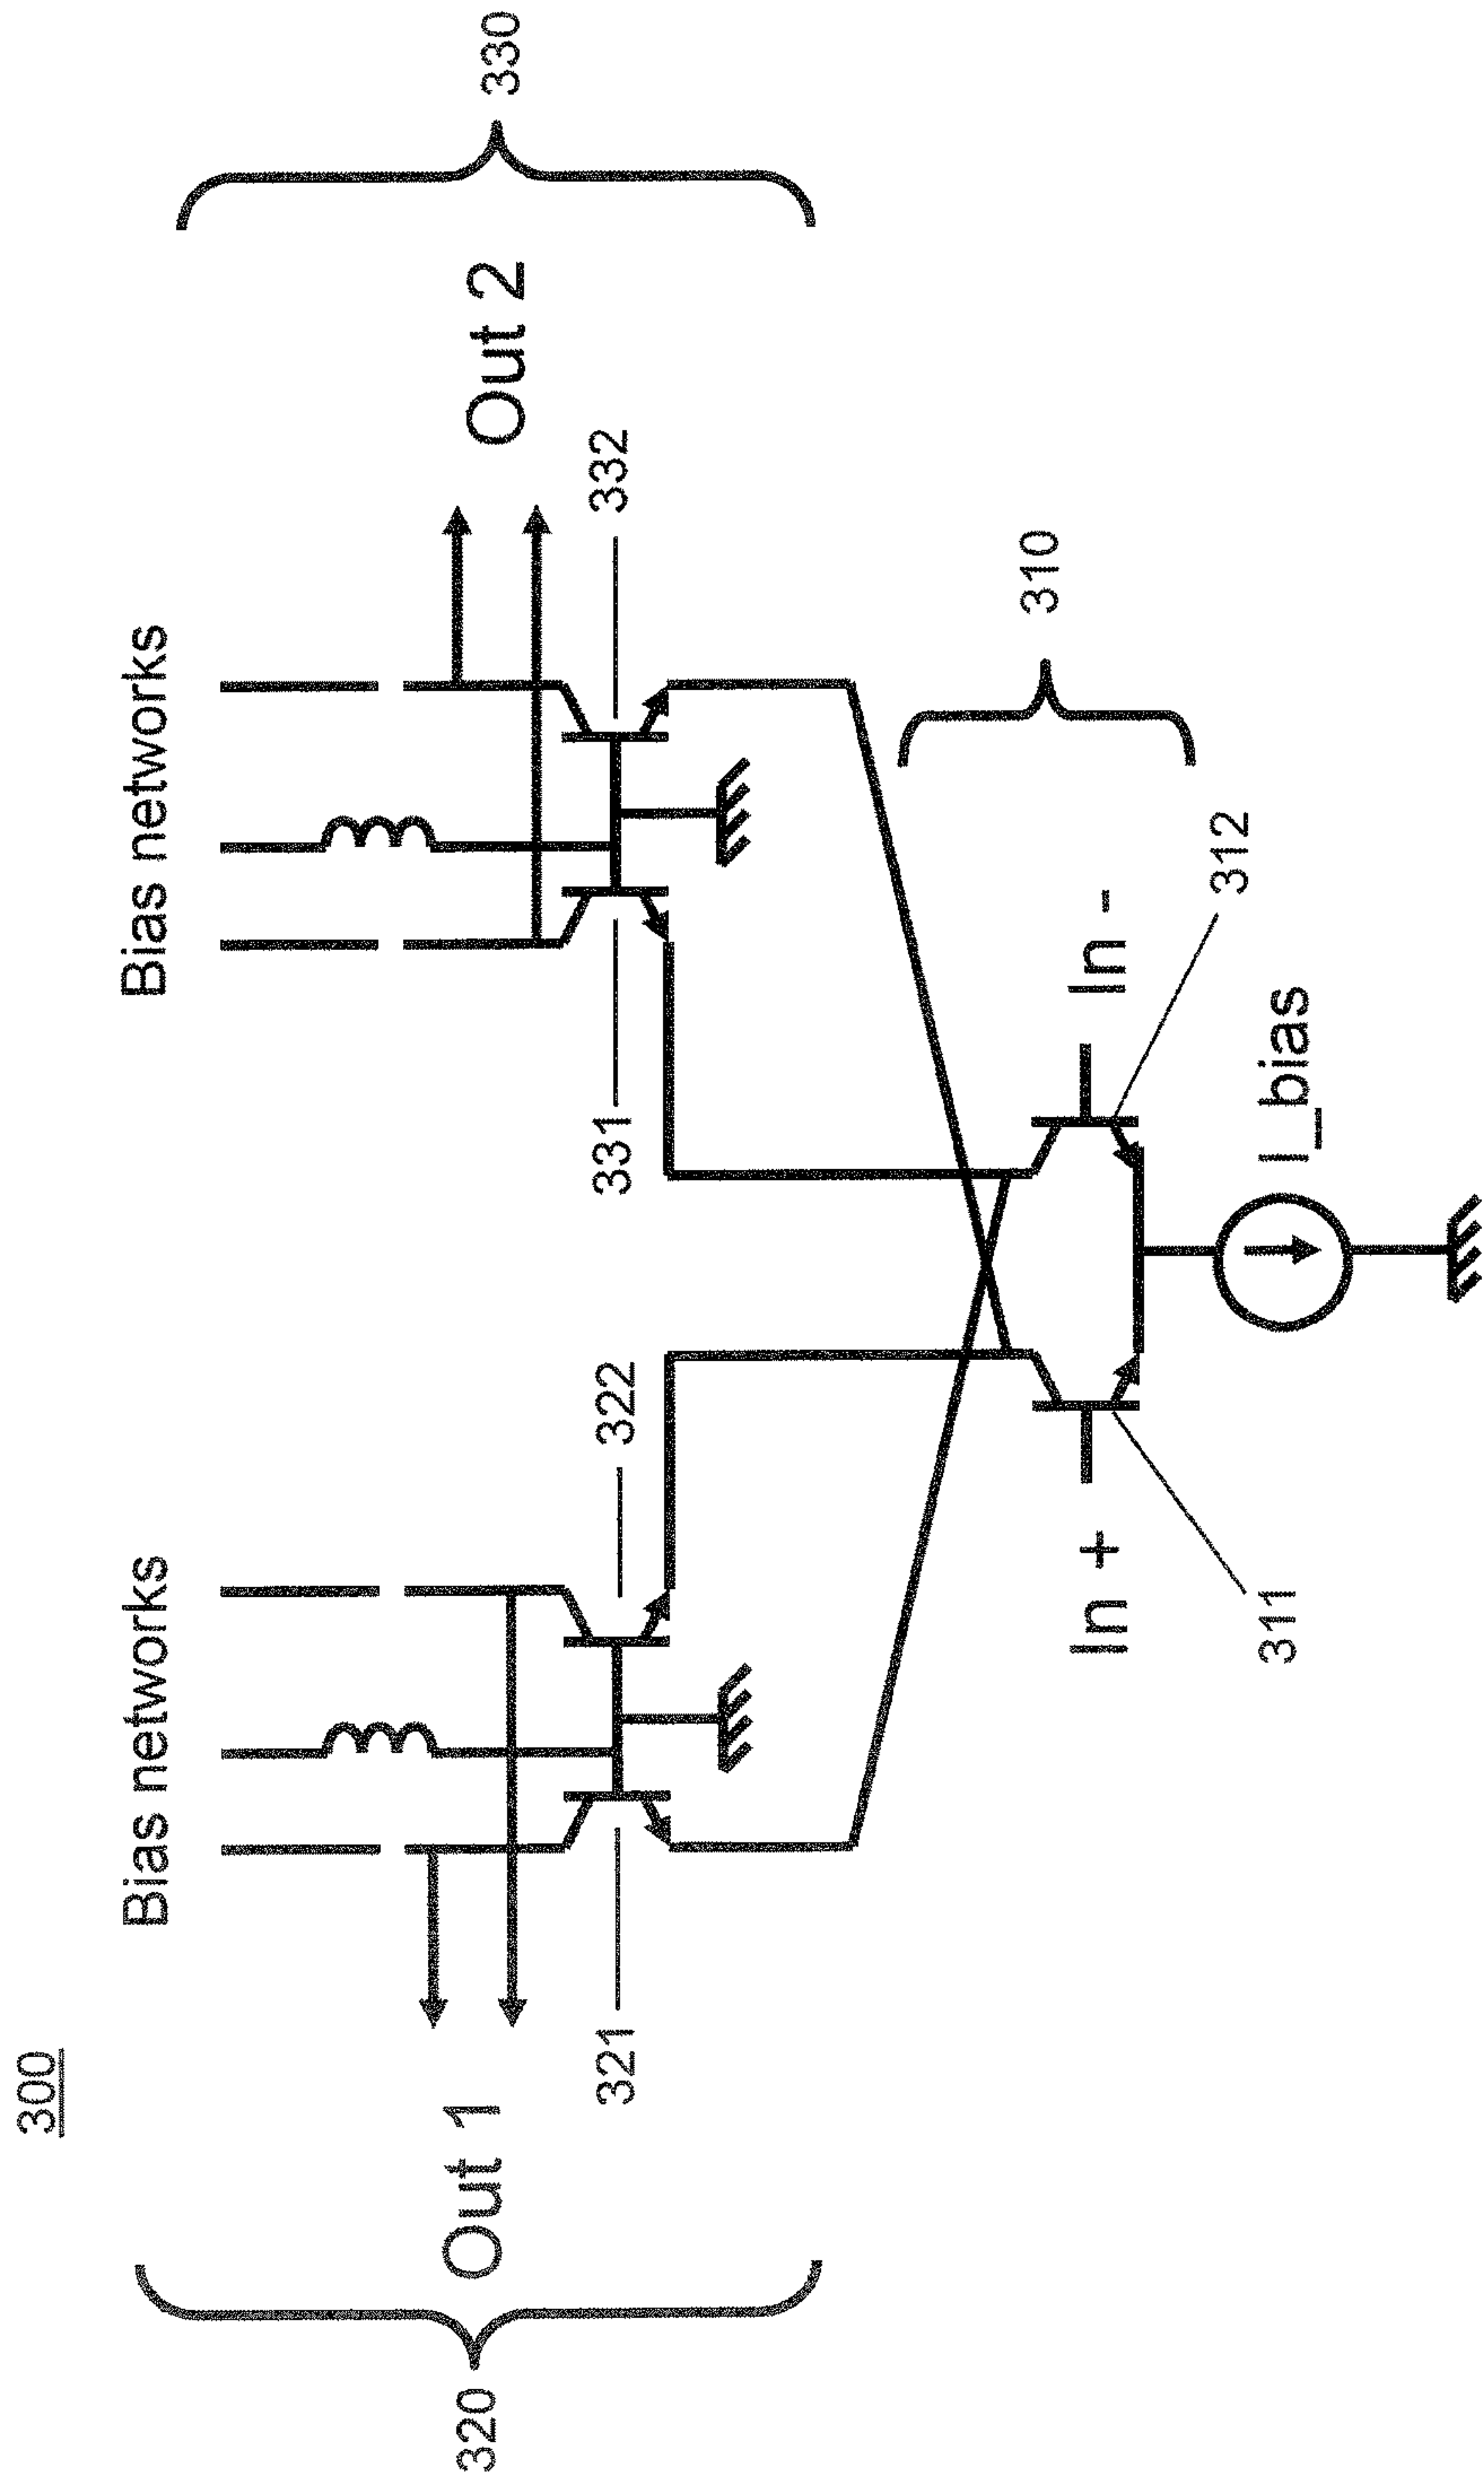 300
Bias networks
Bias networks
320
Out 1
Out 2
330
321
322
331
332
310
In +
In -
311
312
I_bias